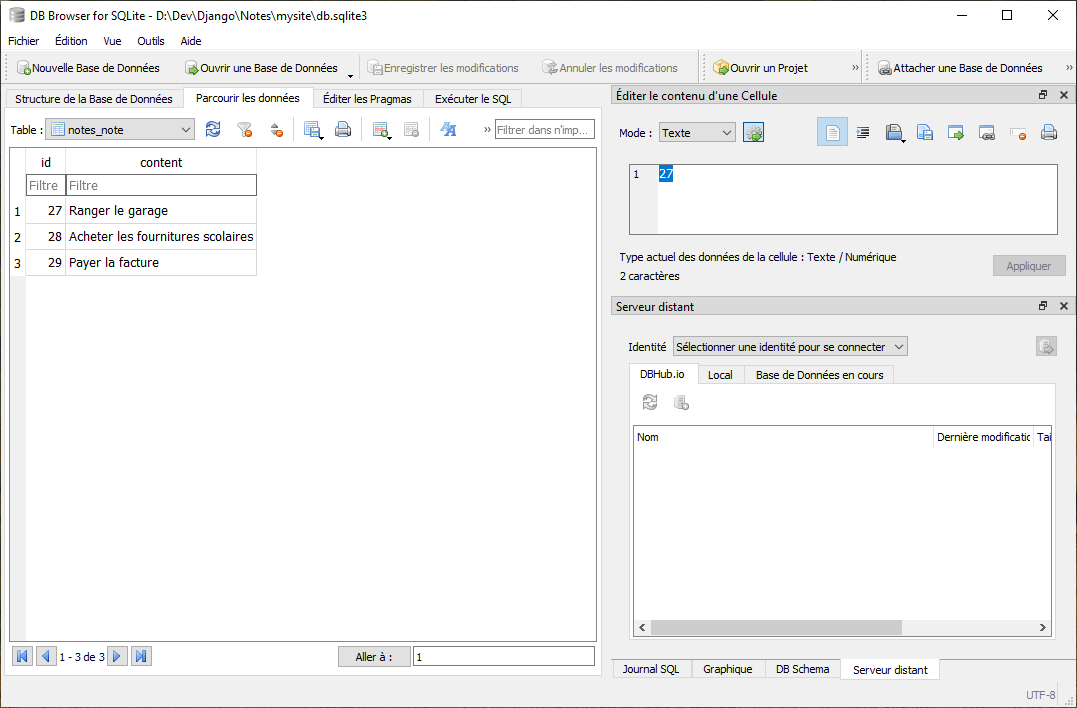 DB Browser for SQLite - D:\Dev\Django\Notes\mysite\db.sqlite3
Fichier Édition Vue Outils Aide
Nouvelle Base de Données Ouvrir une Base de Données Enregistrer les modifications Annuler les modifications Ouvrir un Projet » Attacher une Base de Données »
Structure de la Base de Données Parcourir les données Éditer les Pragmas Exécuter le SQL
Table : notes_note » Filtrer dans n'imp...
id content
Filtre Filtre
1 27 Ranger le garage
2 28 Acheter les fournitures scolaires
3 29 Payer la facture
1 - 3 de 3 Aller à : 1
Éditer le contenu d'une Cellule
Mode : Texte
1 27
Type actuel des données de la cellule : Texte / Numérique
2 caractères
Appliquer
Serveur distant
Identité Sélectionner une identité pour se connecter
DBHub.io Local Base de Données en cours
Nom Dernière modificatic Tai
Journal SQL Graphique DB Schema Serveur distant
UTF-8